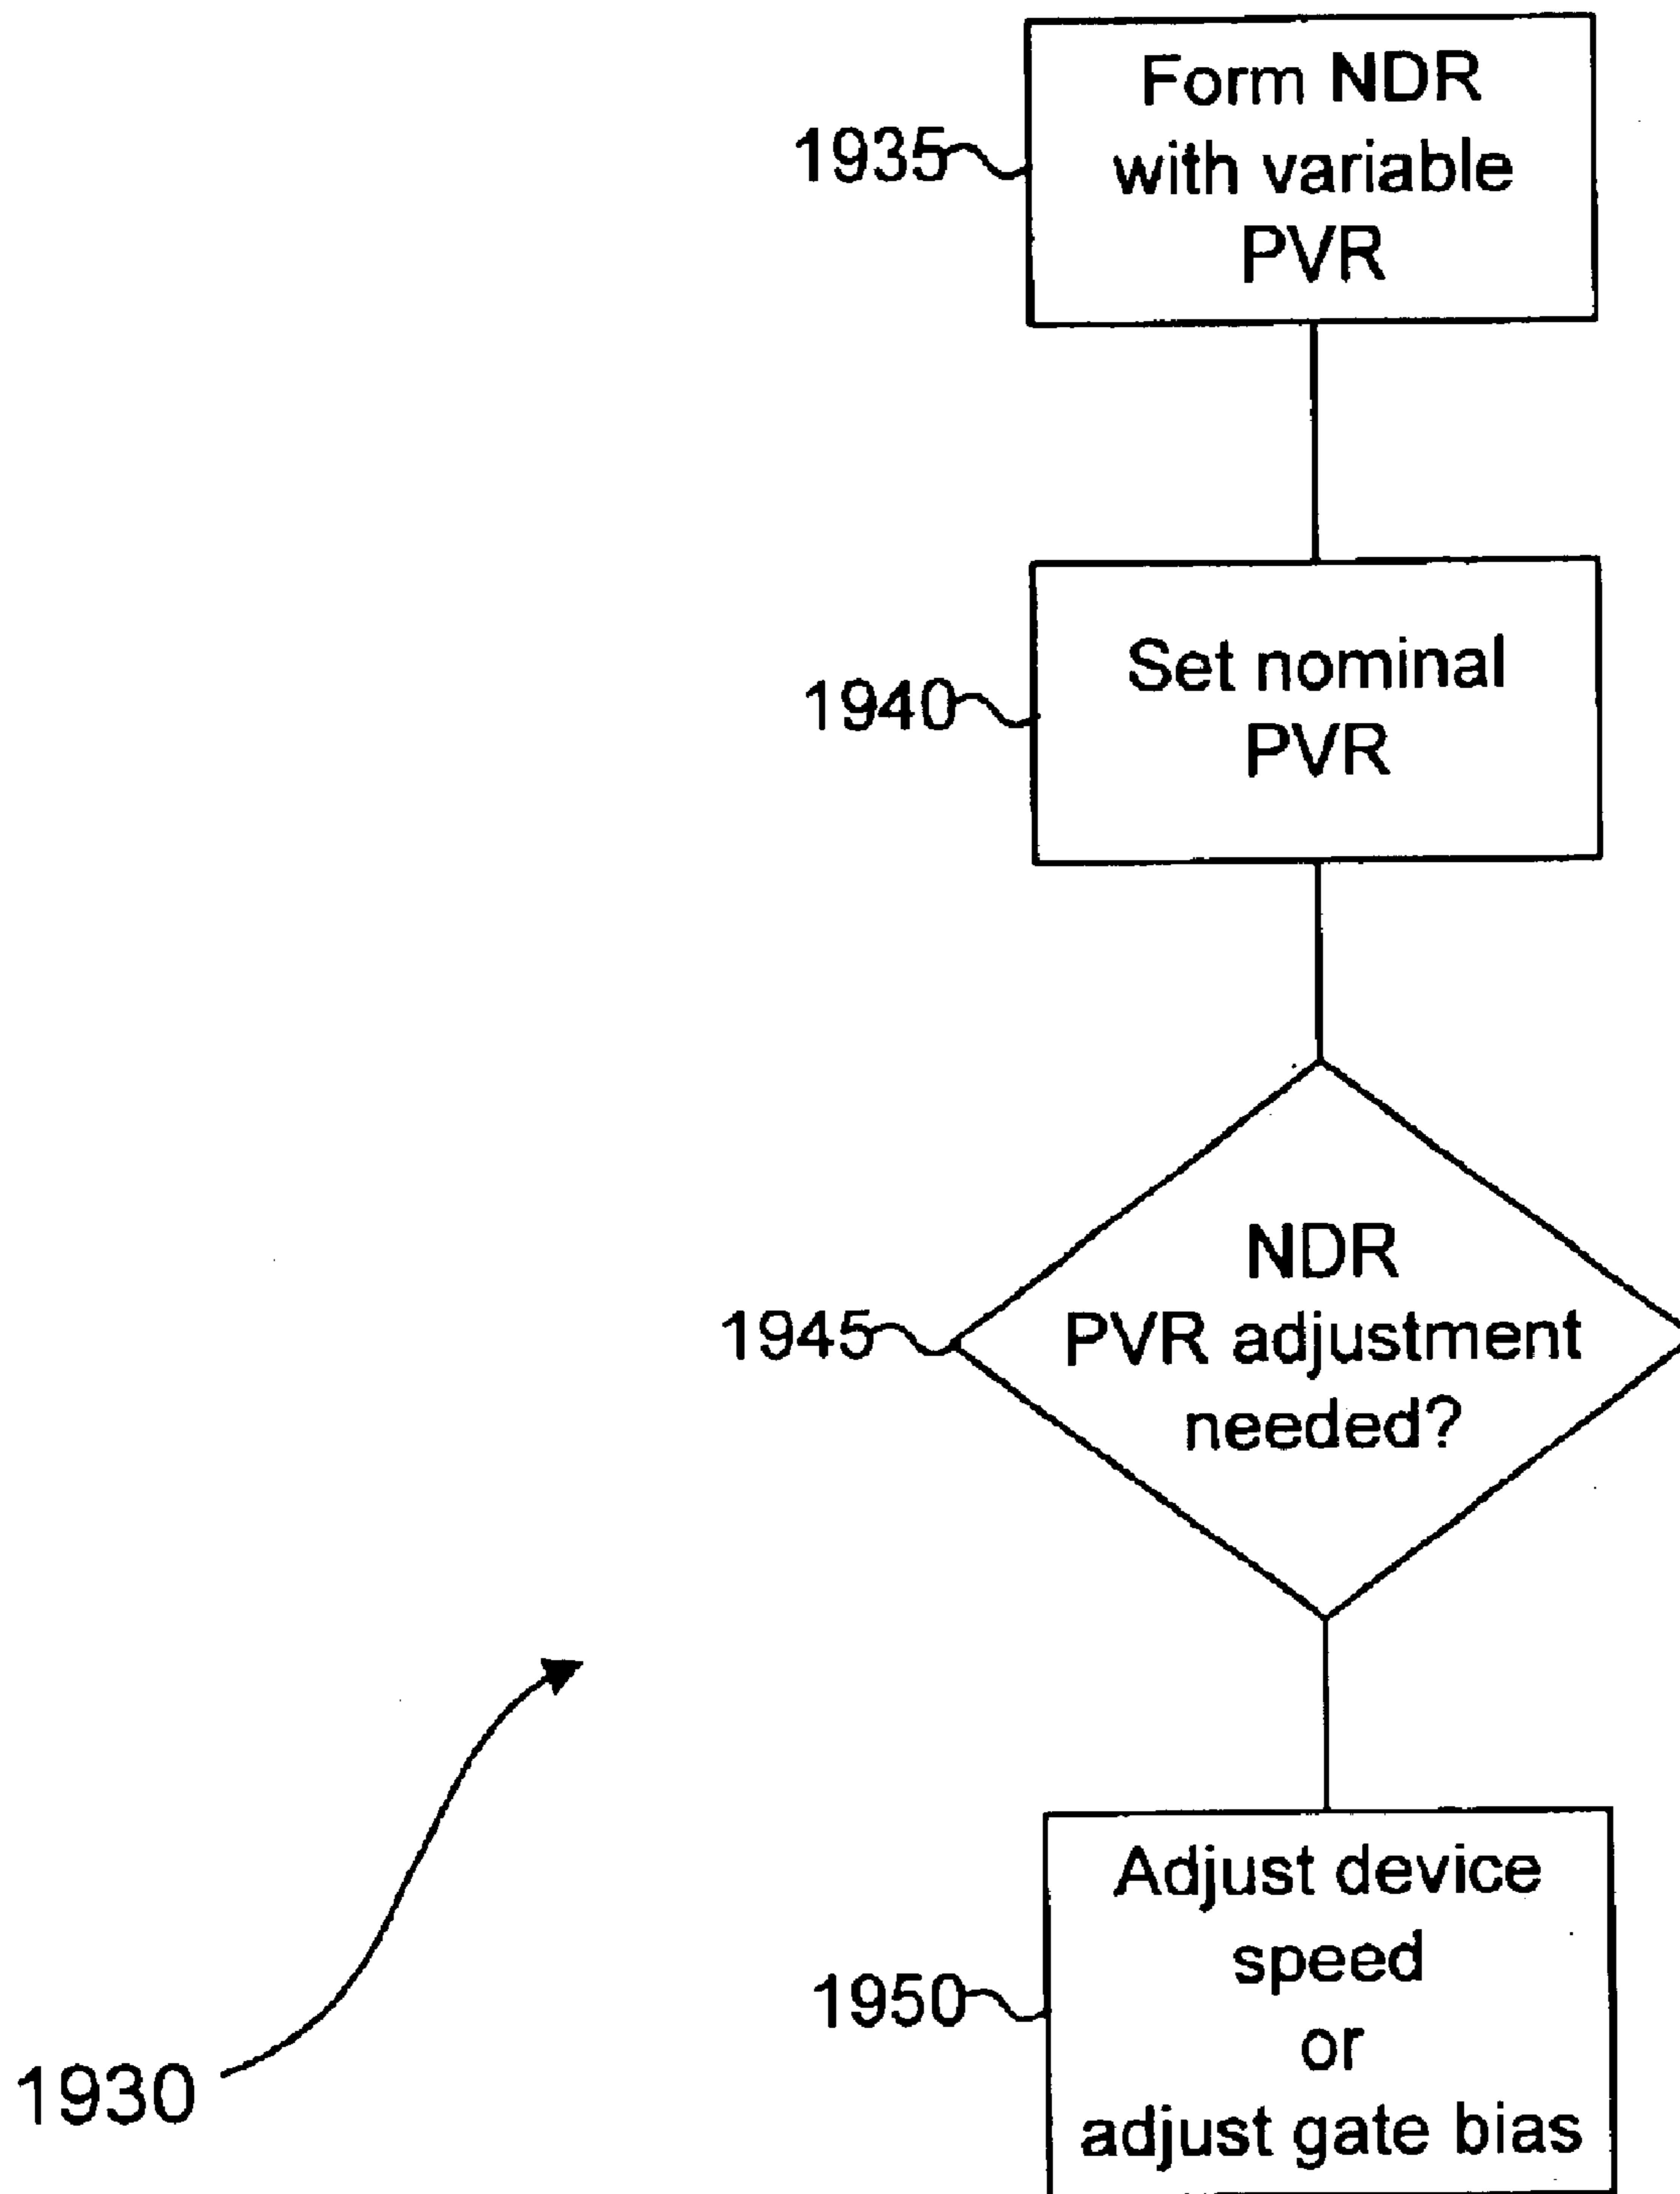 Form NDR
with variable
PVR
1935
Set nominal
PVR
1940
NDR
PVR adjustment
needed?
1945
Adjust device
speed
or
adjust gate bias
1950
1930